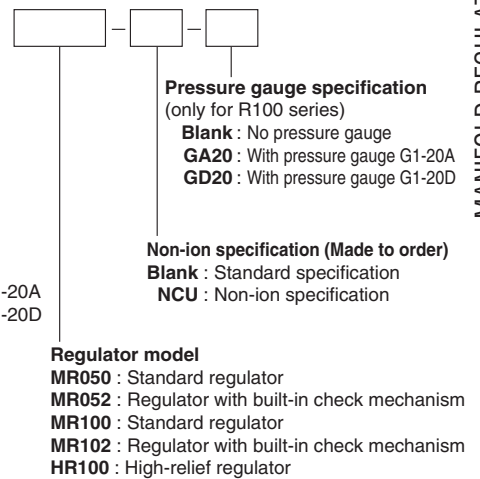 – –
Pressure gauge specification
(only for R100 series)
Blank : No pressure gauge
GA20 : With pressure gauge G1-20A
GD20 : With pressure gauge G1-20D
Non-ion specification (Made to order)
Blank : Standard specification
NCU : Non-ion specification
-20A
-20D
Regulator model
MR050 : Standard regulator
MR052 : Regulator with built-in check mechanism
MR100 : Standard regulator
MR102 : Regulator with built-in check mechanism
HR100 : High-relief regulator
MANIFOLD